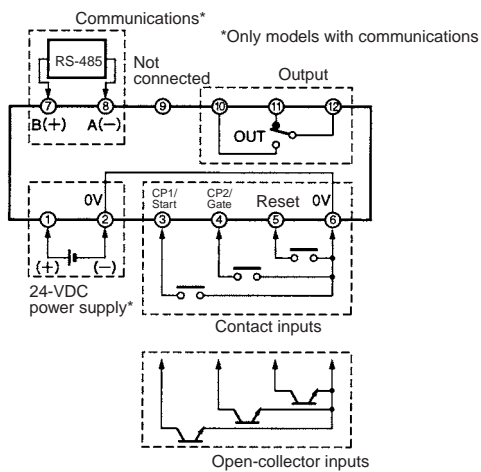 Communications*
*Only models with communications
RS-485
Not
connected
Output
7
8
9
10
11
12
B(+)
A(−)
OUT
0V
CP1/
Start
CP2/
Gate
Reset
0V
1
2
3
4
5
6
(+)
(−)
24-VDC
power supply*
Contact inputs
Open-collector inputs